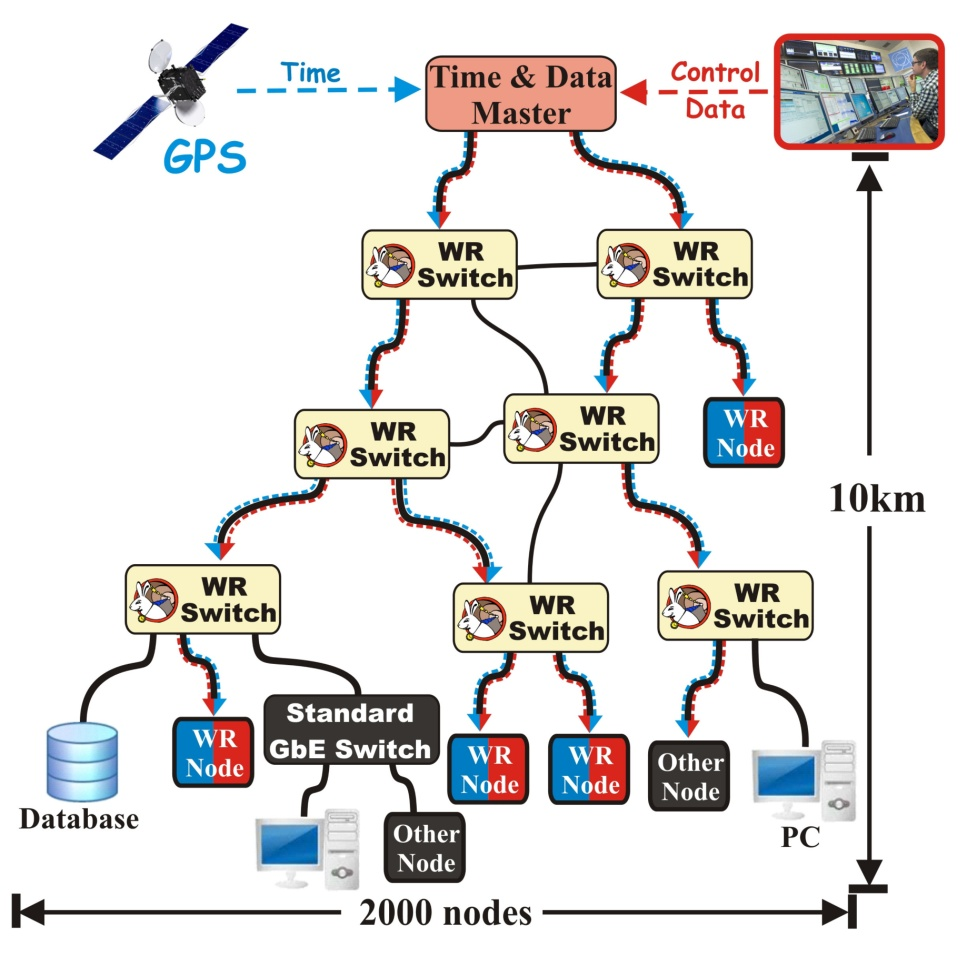 Time
Time & Data
Master
Control
Data
GPS
WR
Switch
WR
Switch
WR
Switch
WR
Switch
WR
Node
10km
WR
Switch
WR
Switch
WR
Switch
Standard
GbE Switch
WR
Node
WR
Node
WR
Node
Other
Node
Database
Other
Node
PC
2000 nodes